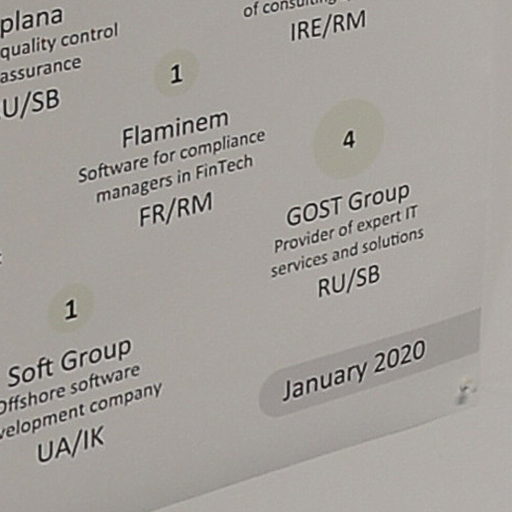 plana
quality control
assurance
U/SB
of
IRE/RM
1
Flaminem
Software for compliance
managers in FinTech
FR/RM
4
GOST Group
Provider of expert IT
services and solutions
RU/SB
1
Soft Group
Offshore software
velopment company
UA/IK
January 2020